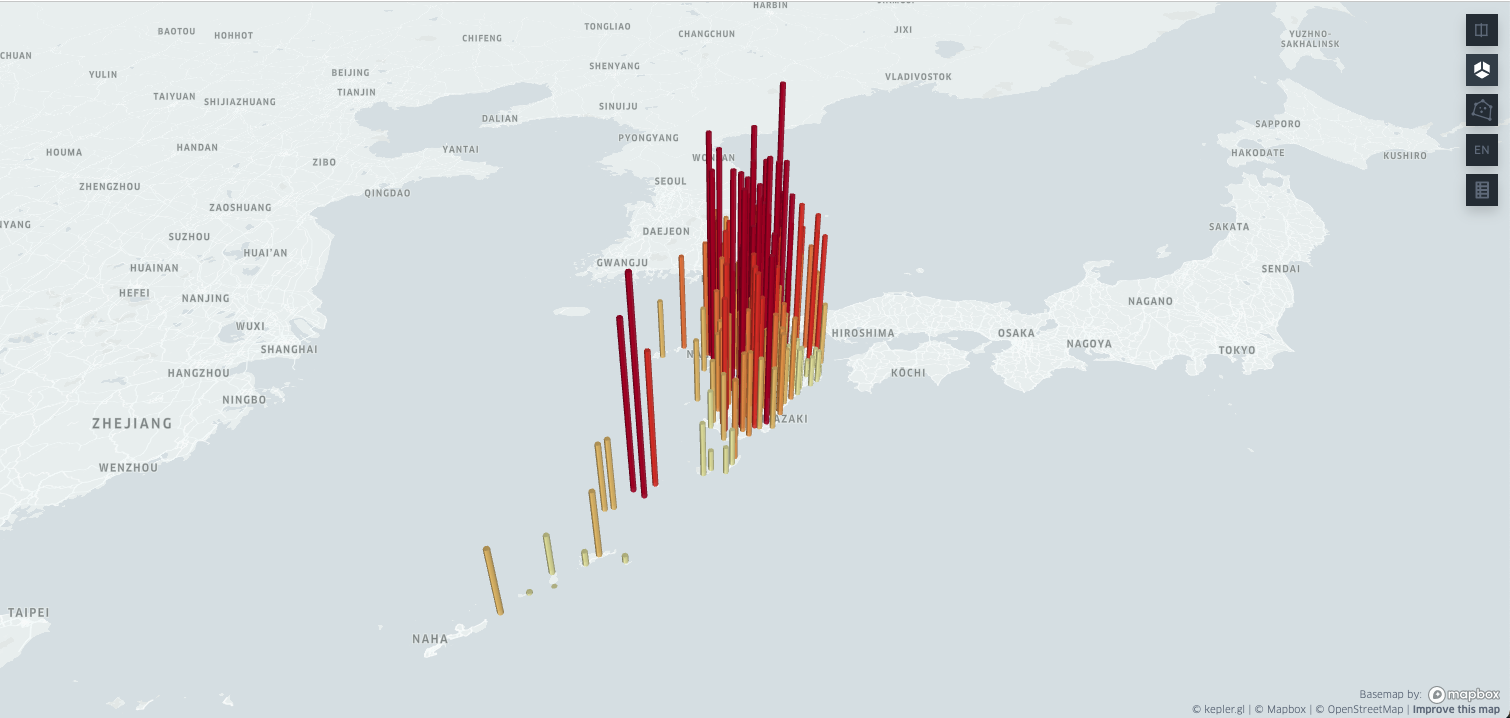 HARBIN
TONGLIAO
BAOTOU
HOHHOT
CHANGCHUN
JIXI
YUZHNO-
SAKHALINSK
CHIFENG
CHUAN
SHENYANG
YULIN
BEIJING
VLADIVOSTOK
TIANJIN
TAIYUAN
SHIJIAZHUANG
SINUIJU
DALIAN
SAPPORO
PYONGYANG
EN
HOUMA
HANDAN
YANTAI
HAKODATE
KUSHIRO
ZIBO
SEOUL
ZHENGZHOU
QINGDAO
ZAOSHUANG
SAKATA
SUZHOU
DAEJEON
HUAI'AN
GWANGJU
HUAINAN
SENDAI
HEFEI
NANJING
NAGANO
WUXI
HIROSHIMA
OSAKA
NAGOYA
TOKYO
SHANGHAI
HANGZHOU
KŌCHI
NINGBO
AZAKI
ZHEJIANG
WENZHOU
TAIPEI
NAHA
Basemap by: mapbox
© kepler.gl | © Mapbox | © OpenStreetMap | Improve this map